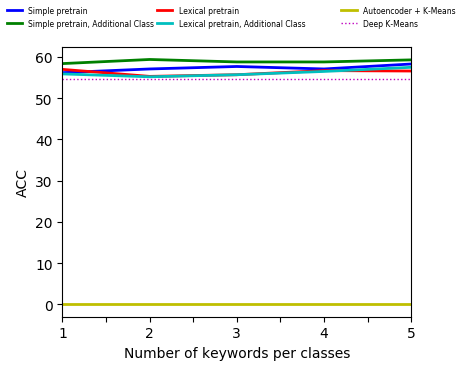 Simple pretrain
Simple pretrain, Additional Class
Lexical pretrain
Lexical pretrain, Additional Class
Autoencoder + K-Means
Deep K-Means
60
50
40
30
20
10
0
ACC
1 2 3 4 5
Number of keywords per classes